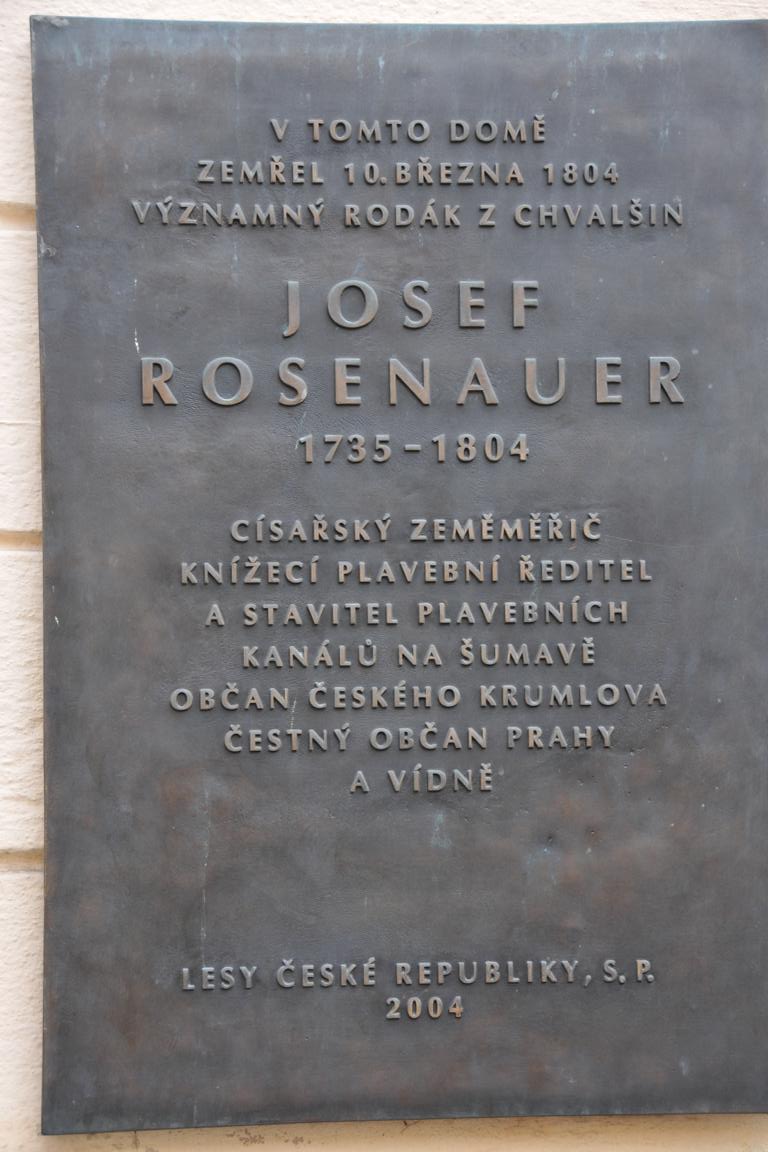 V TOMTO DOMĚ
ZEMŘEL 10. BŘEZNA 1804
VÝZNAMNÝ RODÁK Z CHVALŠIN
JOSEF
ROSENAUER
1735 – 1804
CÍSAŘSKÝ ZEMĚMĚŘIČ
KNÍŽECÍ PLAVEBNÍ ŘEDITEL
A STAVITEL PLAVEBNÍCH
KANÁLŮ NA ŠUMAVĚ
OBČAN ČESKÉHO KRUMLOVA
ČESTNÝ OBČAN PRAHY
A VÍDNĚ
LESY ČESKÉ REPUBLIKY, S. P.
2004